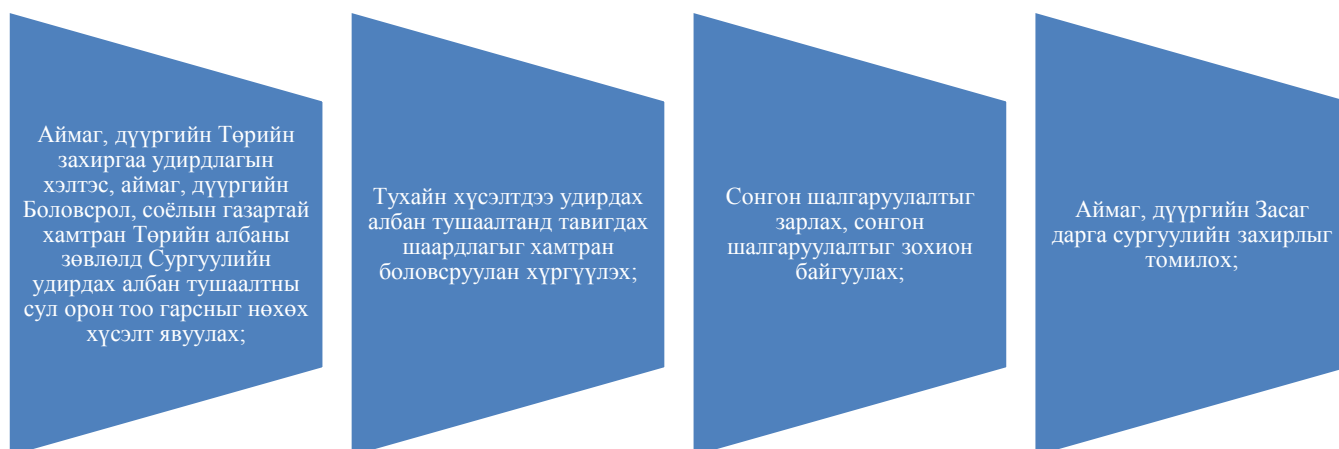 Аймаг, дүүргийн Төрийн
захиргаа удирдлагын
хэлтэс, аймаг, дүүргийн
Боловсрол, соёлын газартай
хамтран Төрийн албаны
зөвлөлд Сургуулийн
удирдах албан тушаалтны
сул орон тоо гарсныг нөхөх
хүсэлт явуулах;
Тухайн хүсэлтдээ удирдах
албан тушаалтанд тавигдах
шаардлагыг хамтран
боловсруулан хүргүүлэх;
Сонгон шалгаруулалтыг
зарлах, сонгон
шалгаруулалтыг зохион
байгуулах;
Аймаг, дүүргийн Засаг
дарга сургуулийн захирлыг
томилох;